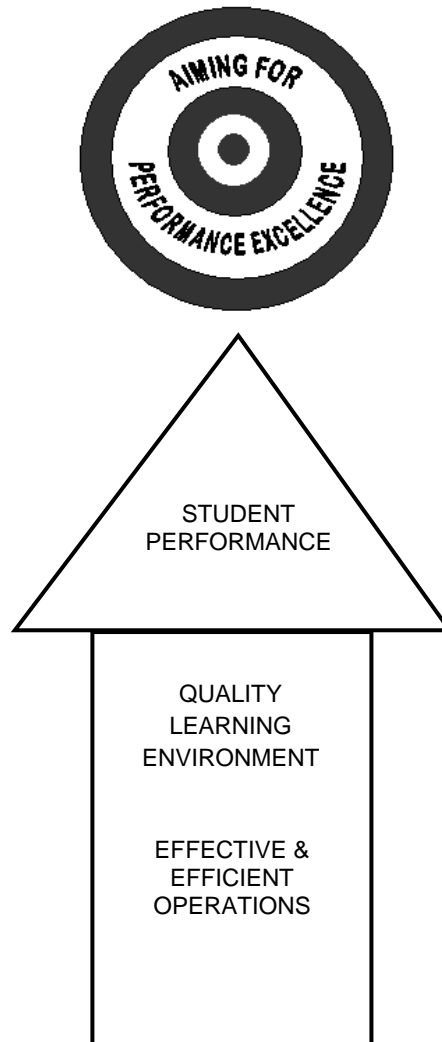 AIMING FOR
PERFORMANCE EXCELLENCE
STUDENT
PERFORMANCE
QUALITY
LEARNING
ENVIRONMENT
EFFECTIVE &
EFFICIENT
OPERATIONS